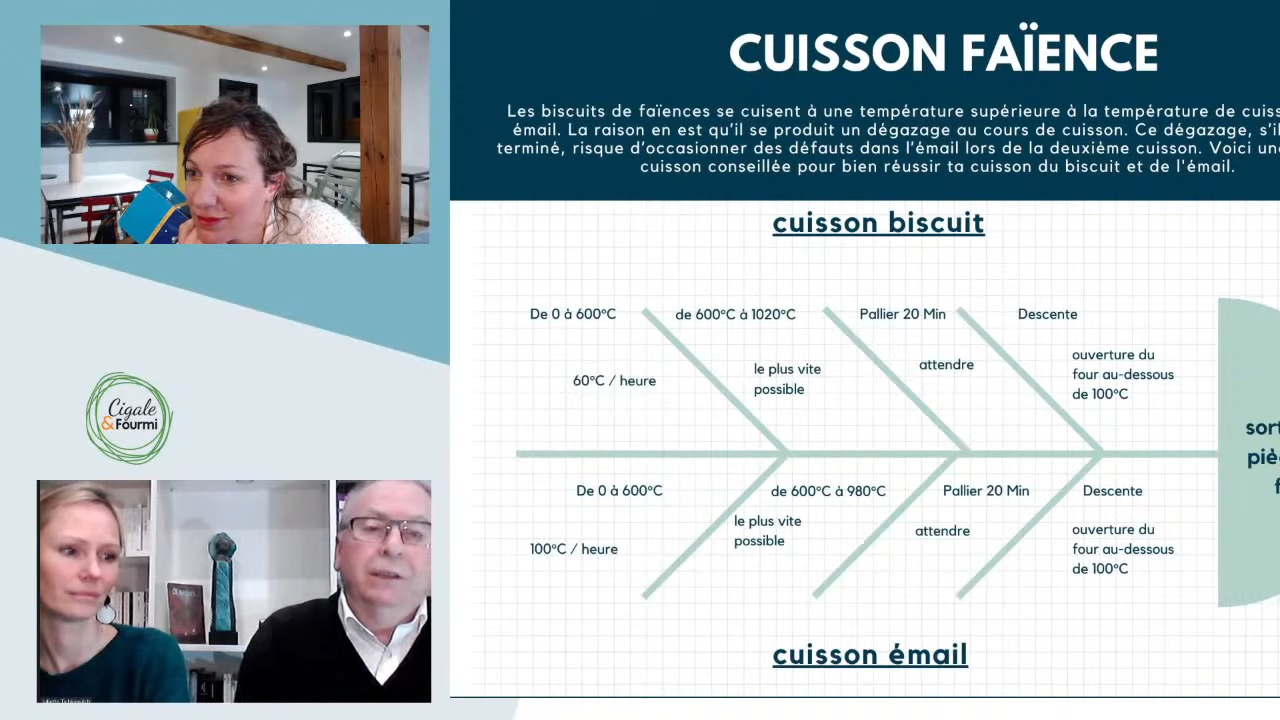 CUISSON FAÏENCE
Les biscuits de faïences se cuisent à une température supérieure à la température de
émail. La raison en est qu'il se produit un dégazage au cours de cuisson. Ce dégazage,
terminé, risque d'occasionner des défauts dans l'émail lors de la deuxième cuisson. Voici
cuisson conseillée pour bien réussir ta cuisson du biscuit et de l'émail.
cuisson biscuit
De 0 à 600°C
de 600°C à 1020°C
Pallier 20 Min
Descente
60°C / heure
le plus vite
possible
attendre
ouverture du
four au-dessous
de 100°C
Cigale
&Fourmi
De 0 à 600°C
de 600°C à 980°C
Pallier 20 Min
Descente
100°C / heure
le plus vite
possible
attendre
ouverture du
four au-dessous
de 100°C
cuisson émail